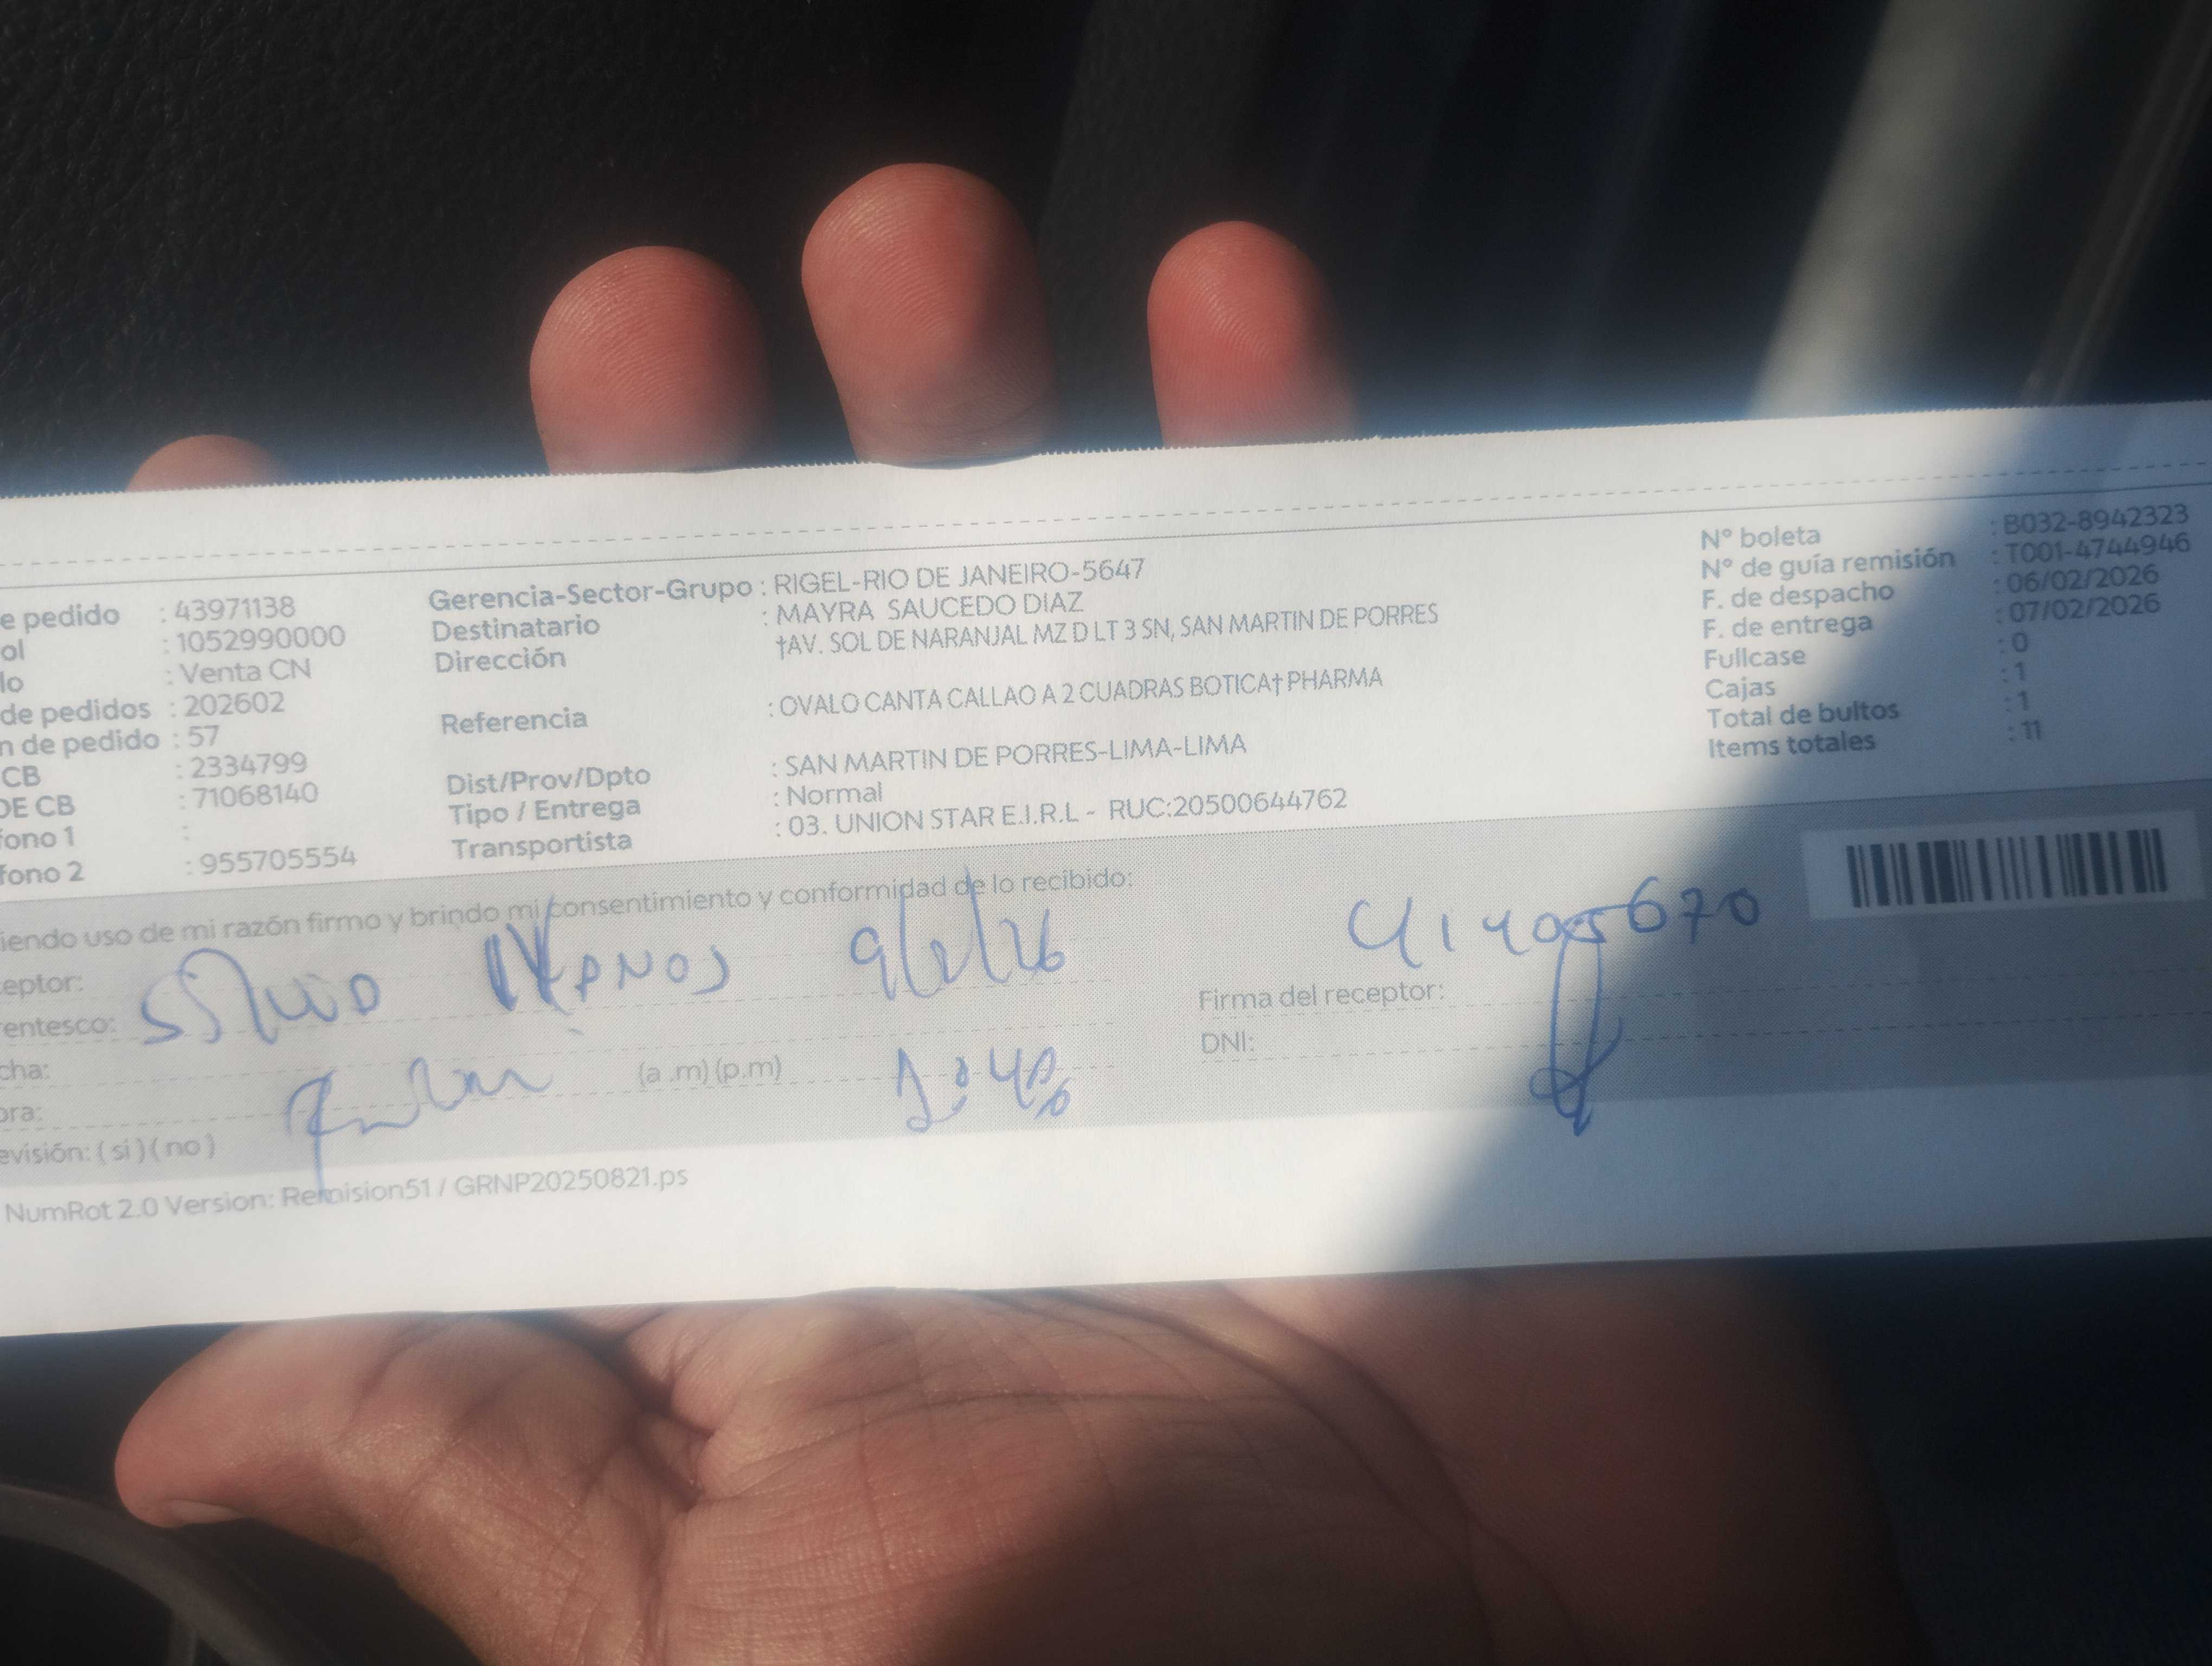 e pedido : 43971138
ol : 1052990000
lo : Venta CN
de pedidos : 202602
n de pedido : 57
CB : 2334799
DE CB : 71068140
fono 1 :
fono 2 : 955705554
Gerencia-Sector-Grupo : RIGEL-RIO DE JANEIRO-5647
Destinatario : MAYRA SAUCEDO DIAZ
Dirección †AV. SOL DE NARANJAL MZ D LT 3 SN, SAN MARTIN DE PORRES
Referencia : OVALO CANTA CALLAO A 2 CUADRAS BOTICA† PHARMA
Dist/Prov/Dpto : SAN MARTIN DE PORRES-LIMA-LIMA
Tipo / Entrega : Normal
Transportista : 03. UNION STAR E.I.R.L - RUC:20500644762
N° boleta : B032-8942323
N° de guía remisión : T001-4744946
F. de despacho : 06/02/2026
F. de entrega : 07/02/2026
Fullcase : 0
Cajas : 1
Total de bultos : 1
Items totales : 11
iendo uso de mi razón firmo y brindo mi consentimiento y conformidad de lo recibido:
eptor:
rentesco: 9/2/26
cha:
ora: (a .m) (p.m)
evisión: ( si ) ( no )
Firma del receptor:
DNI:
NumRot 2.0 Version: Remision51 / GRNP20250821.ps